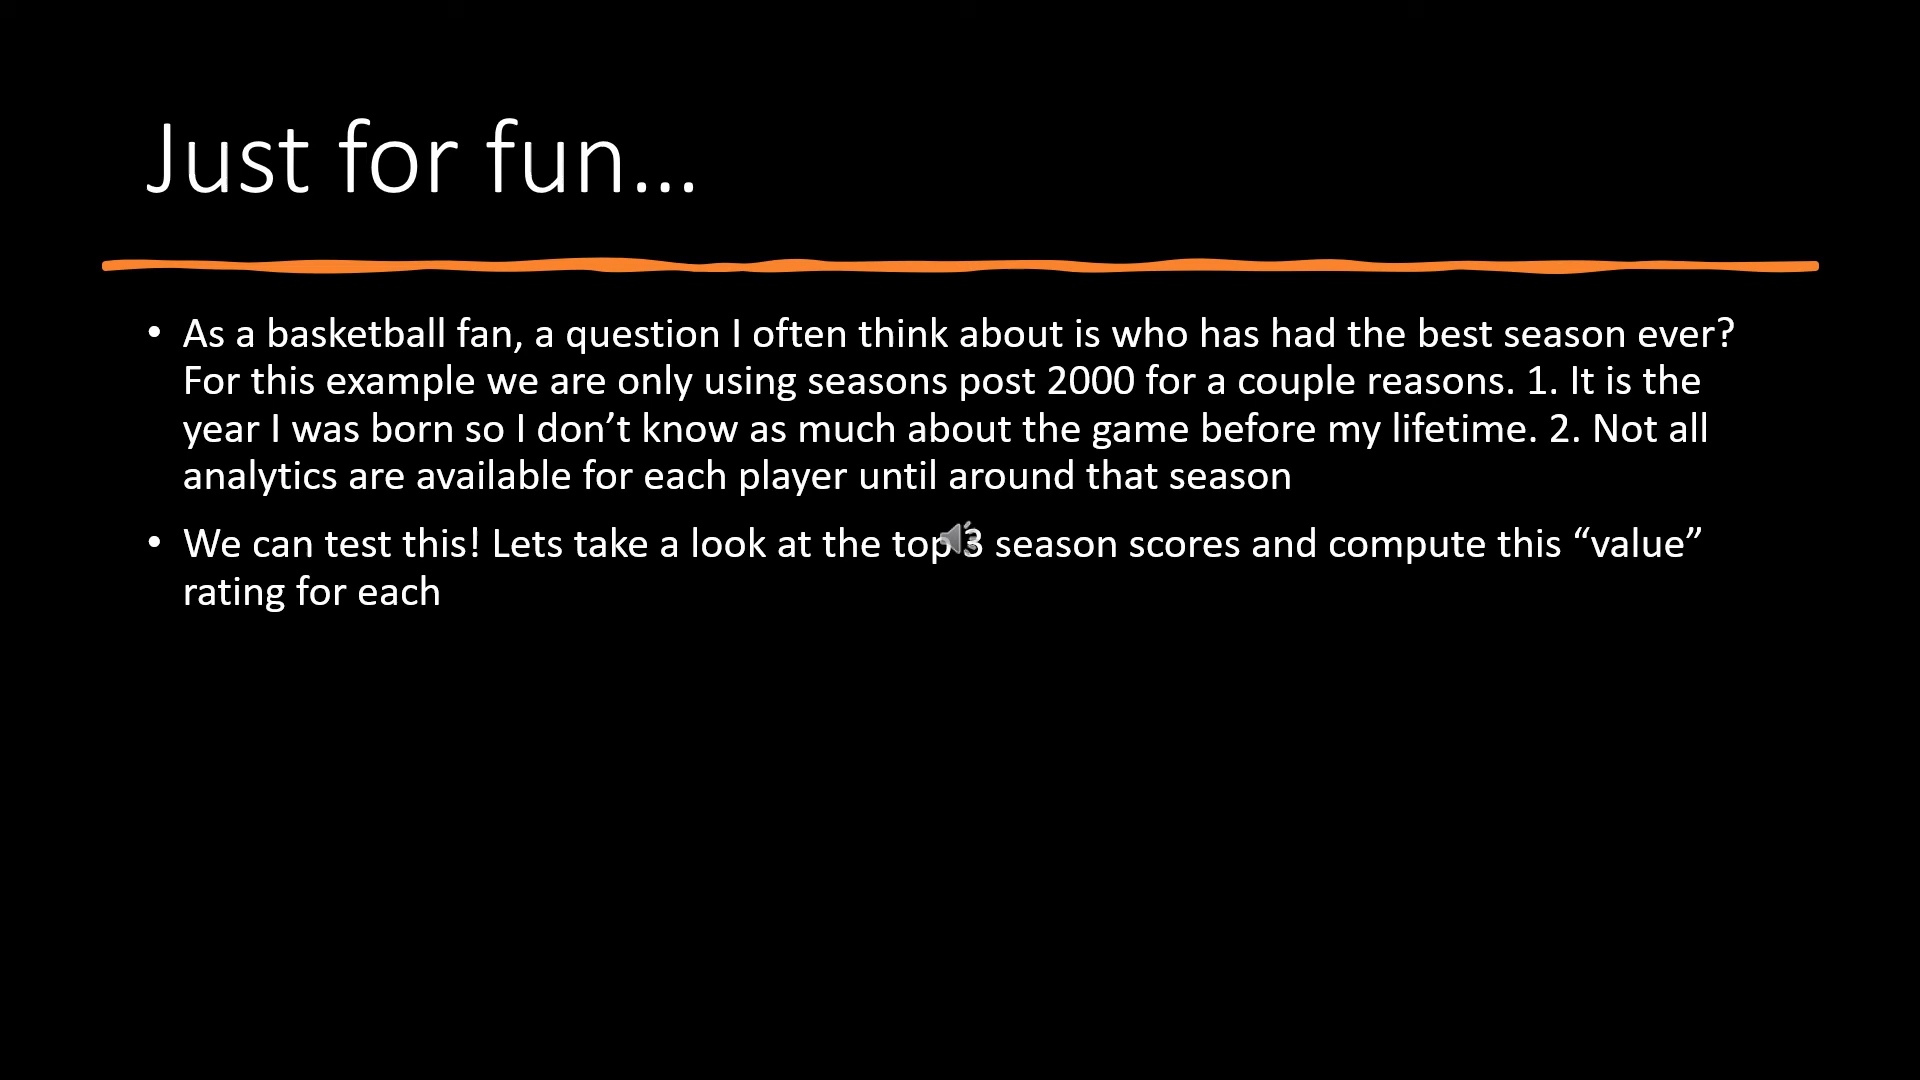 Just for fun…
• As a basketball fan, a question I often think about is who has had the best season ever?
For this example we are only using seasons post 2000 for a couple reasons. 1. It is the
year I was born so I don’t know as much about the game before my lifetime. 2. Not all
analytics are available for each player until around that season
• We can test this! Lets take a look at the top 3 season scores and compute this “value”
rating for each